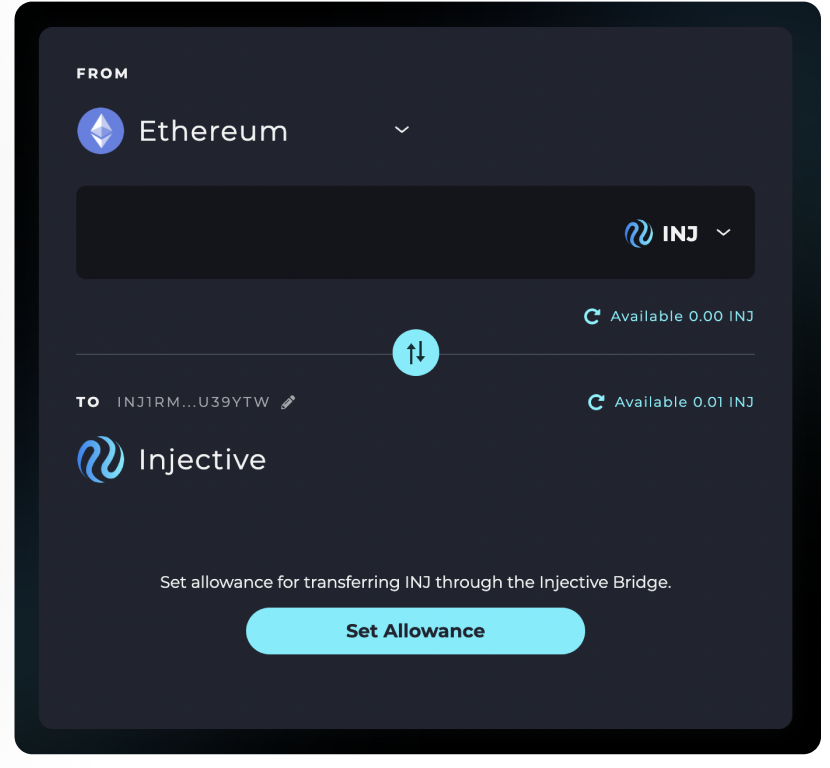 FROM
Ethereum
INJ
Available 0.00 INJ
TO INJ1RM...U39YTW Available 0.01 INJ
Injective
Set allowance for transferring INJ through the Injective Bridge.
Set Allowance